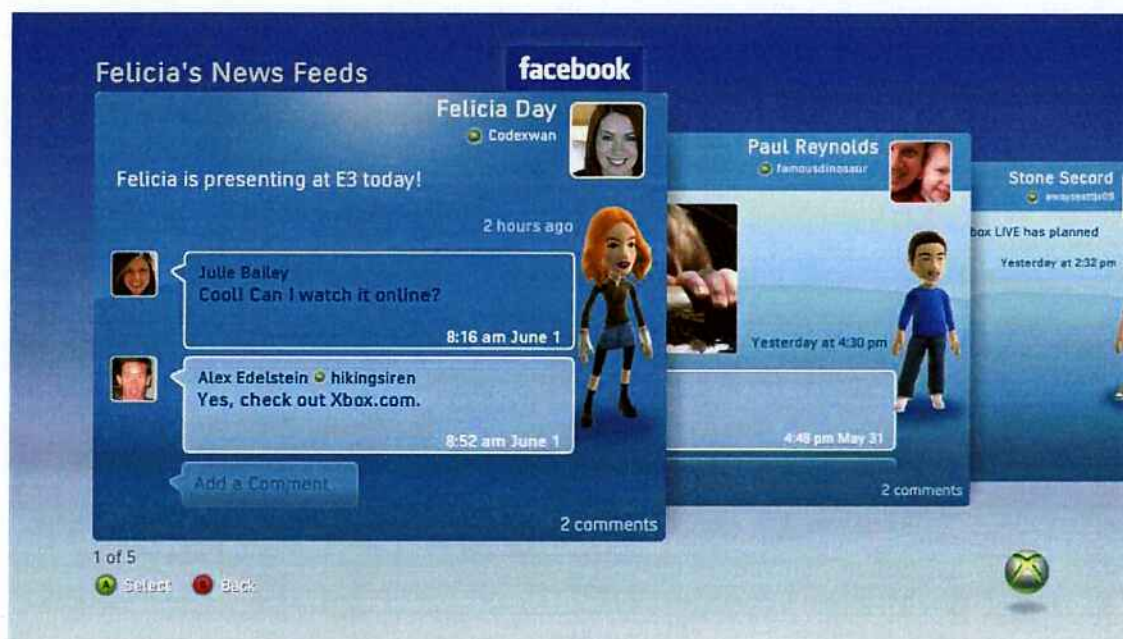 Felicia's News Feeds
facebook
Felicia Day
Codexwan
Felicia is presenting at E3 today!
2 hours ago
Julie Bailey
Cool! Can I watch it online?
8:16 am June 1
Alex Edelstein hikingsiren
Yes, check out Xbox.com.
8:52 am June 1
Add a Comment
2 comments
Paul Reynolds
famousdinosaur
Yesterday at 4:30 pm
4:48 pm May 31
2 comments
Stone Secord
box LIVE has planned
Yesterday at 2:32 pm
1 of 5
A Select B Back